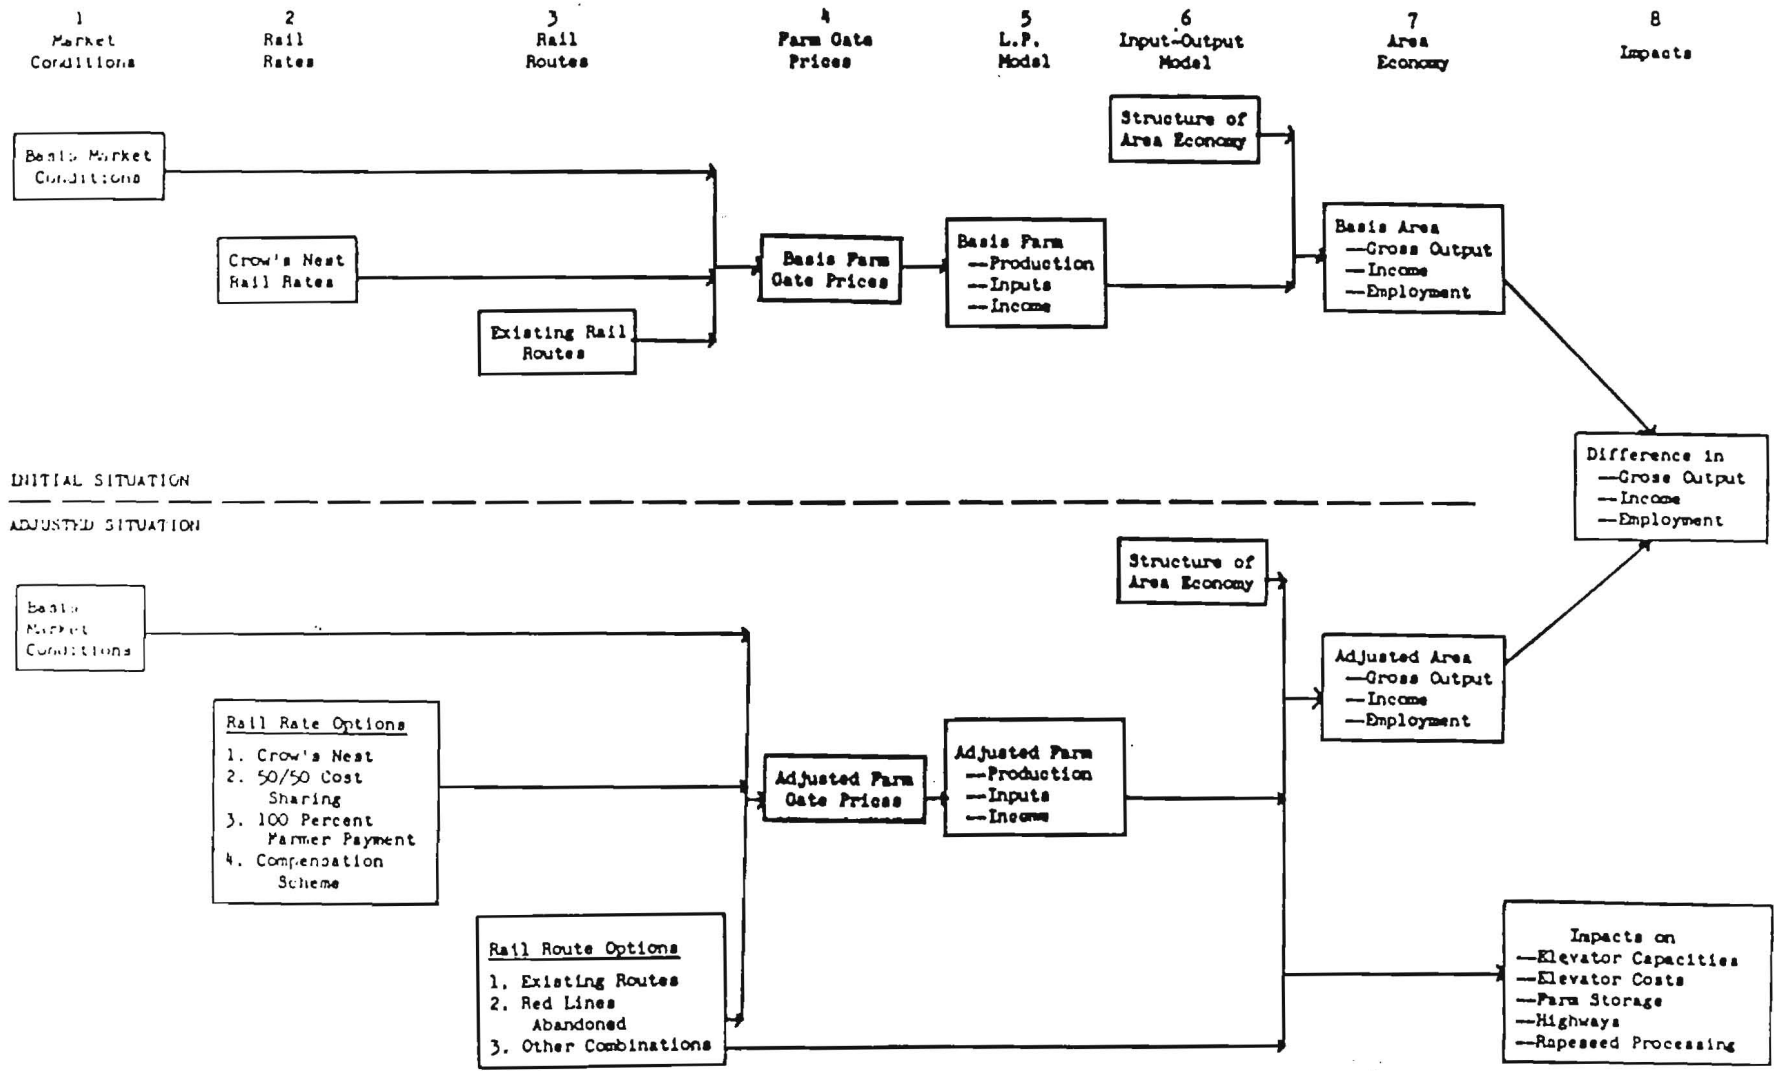 1
Market
Conditions
2
Rail
Rates
3
Rail
Routes
4
Farm Gate
Prices
5
L.P.
Model
6
Input-Output
Model
7
Area
Economy
8
Impacts
Basis Market
Conditions
Crow's Nest
Rail Rates
Existing Rail
Routes
Basis Farm
Gate Prices
Basis Farm
—Production
—Inputs
—Income
Structure of
Area Economy
Basis Area
—Gross Output
—Income
—Employment
Difference in
—Gross Output
—Income
—Employment
INITIAL SITUATION
ADJUSTED SITUATION
Basis
Market
Conditions
Rail Rate Options
1. Crow's Nest
2. 50/50 Cost
Sharing
3. 100 Percent
Farmer Payment
4. Compensation
Scheme
Rail Route Options
1. Existing Routes
2. Red Lines
Abandoned
3. Other Combinations
Adjusted Farm
Gate Prices
Adjusted Farm
—Production
—Inputs
—Income
Structure of
Area Economy
Adjusted Area
—Gross Output
—Income
—Employment
Impacts on
—Elevator Capacities
—Elevator Costs
—Farm Storage
—Highways
—Rapeseed Processing